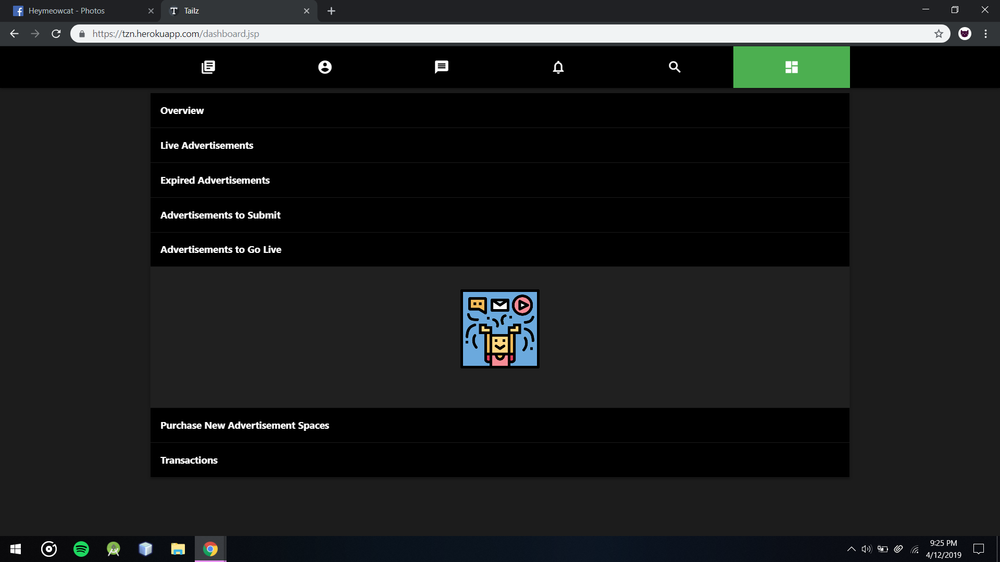 Heymeowcat - Photos
Tailz
https://tzn.herokuapp.com/dashboard.jsp
Overview
Live Advertisements
Expired Advertisements
Advertisements to Submit
Advertisements to Go Live
Purchase New Advertisement Spaces
Transactions
9:25 PM
4/12/2019